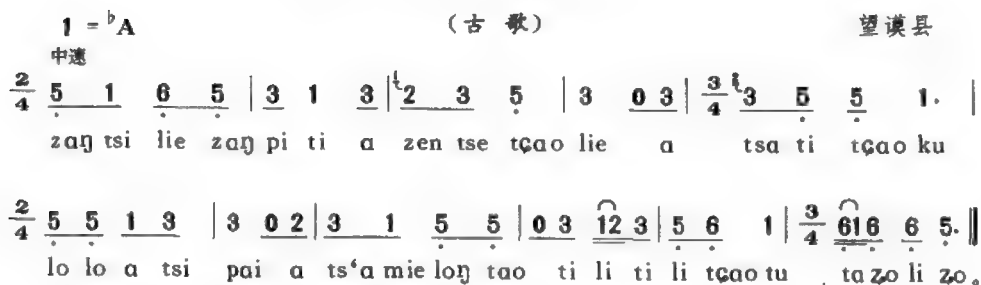 1 = ♭A （古 歌） 望谟县
中速
2/4 5̣ 1 6̣ 5̣ | 3 1 3 | 2 3 5̣ | 3 0 3 | 3/4 3 5̣ 5̣ 1. |
zaŋ tsi lie zaŋ pi ti ɑ zen tse tɕao lie ɑ tsa ti tɕao ku
2/4 5̣ 5̣ 1 3 | 3 0 2 | 3 1 5̣ 5̣ | 0 3 12 3 | 5̣ 6̣ 1 | 3/4 6̣16̣ 6̣ 5̣. ‖
lo lo ɑ tsi pai ɑ ts‘ɑ mie loŋ tao ti li ti li tɕao tu ta zo li zo。